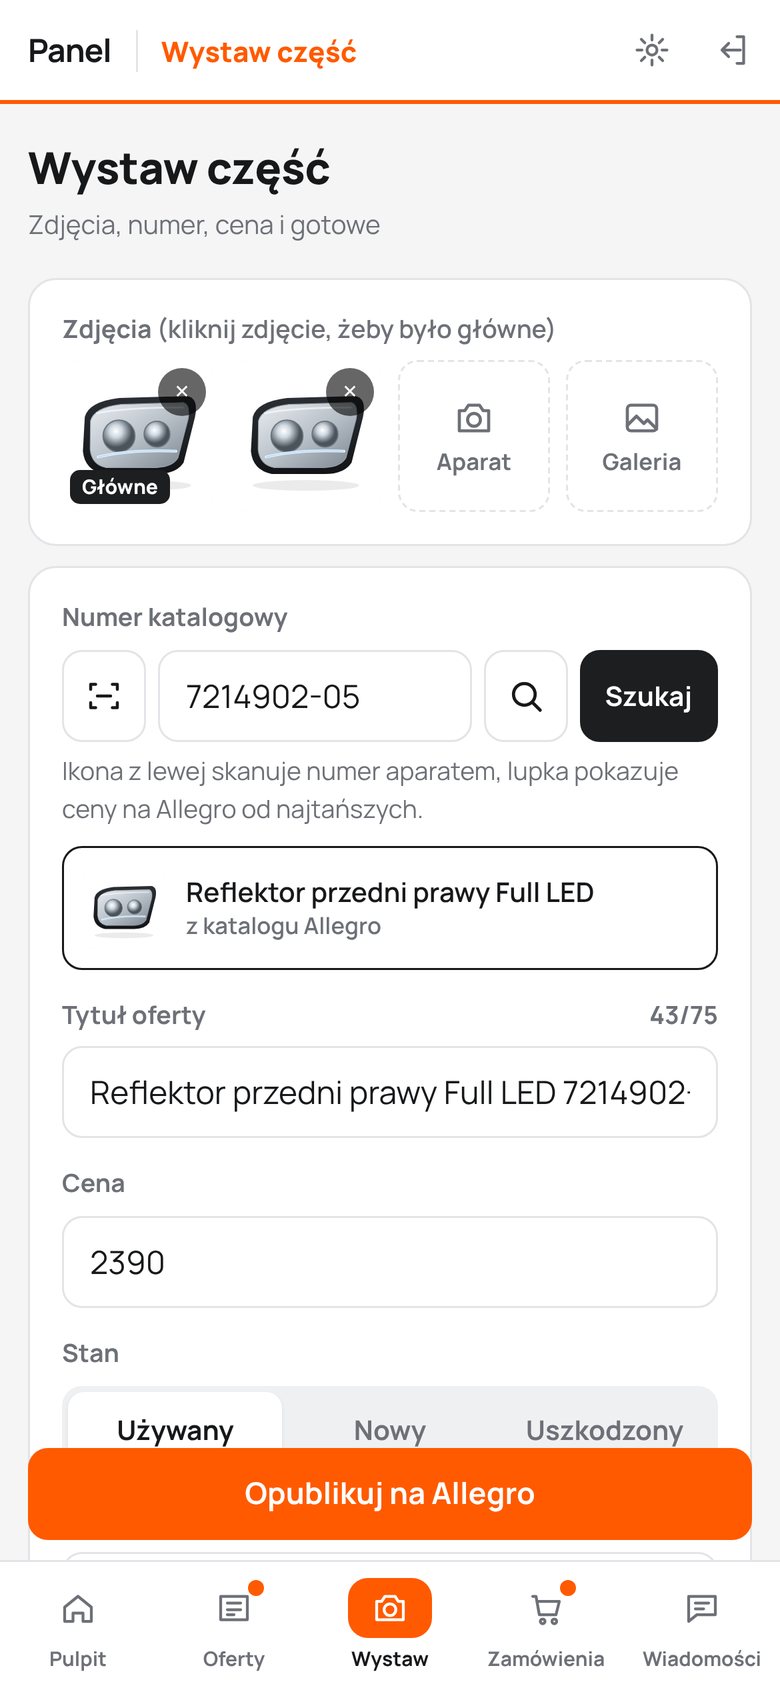 Panel
Wystaw część
Wystaw część
Zdjęcia, numer, cena i gotowe
Zdjęcia (kliknij zdjęcie, żeby było główne)
Główne
Aparat
Galeria
Numer katalogowy
7214902-05
Szukaj
Ikona z lewej skanuje numer aparatem, lupka pokazuje
ceny na Allegro od najtańszych.
Reflektor przedni prawy Full LED
z katalogu Allegro
Tytuł oferty
43/75
Reflektor przedni prawy Full LED 7214902-
Cena
2390
Stan
Używany
Nowy
Uszkodzony
Opublikuj na Allegro
Pulpit
Oferty
Wystaw
Zamówienia
Wiadomości